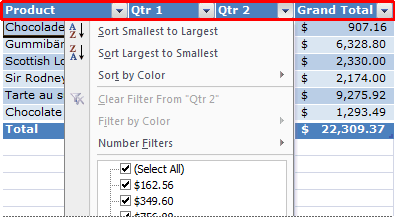 Product Qtr 1 Qtr 2 Grand Total
Chocolade $ 907.16
Gummibär $ 6,328.80
Scottish Lo $ 2,330.00
Sir Rodney $ 2,174.00
Tarte au s $ 9,275.92
Chocolate $ 1,293.49
Total $ 22,309.37
Sort Smallest to Largest
Sort Largest to Smallest
Sort by Color
Clear Filter From "Qtr 2"
Filter by Color
Number Filters
(Select All)
$162.56
$349.60